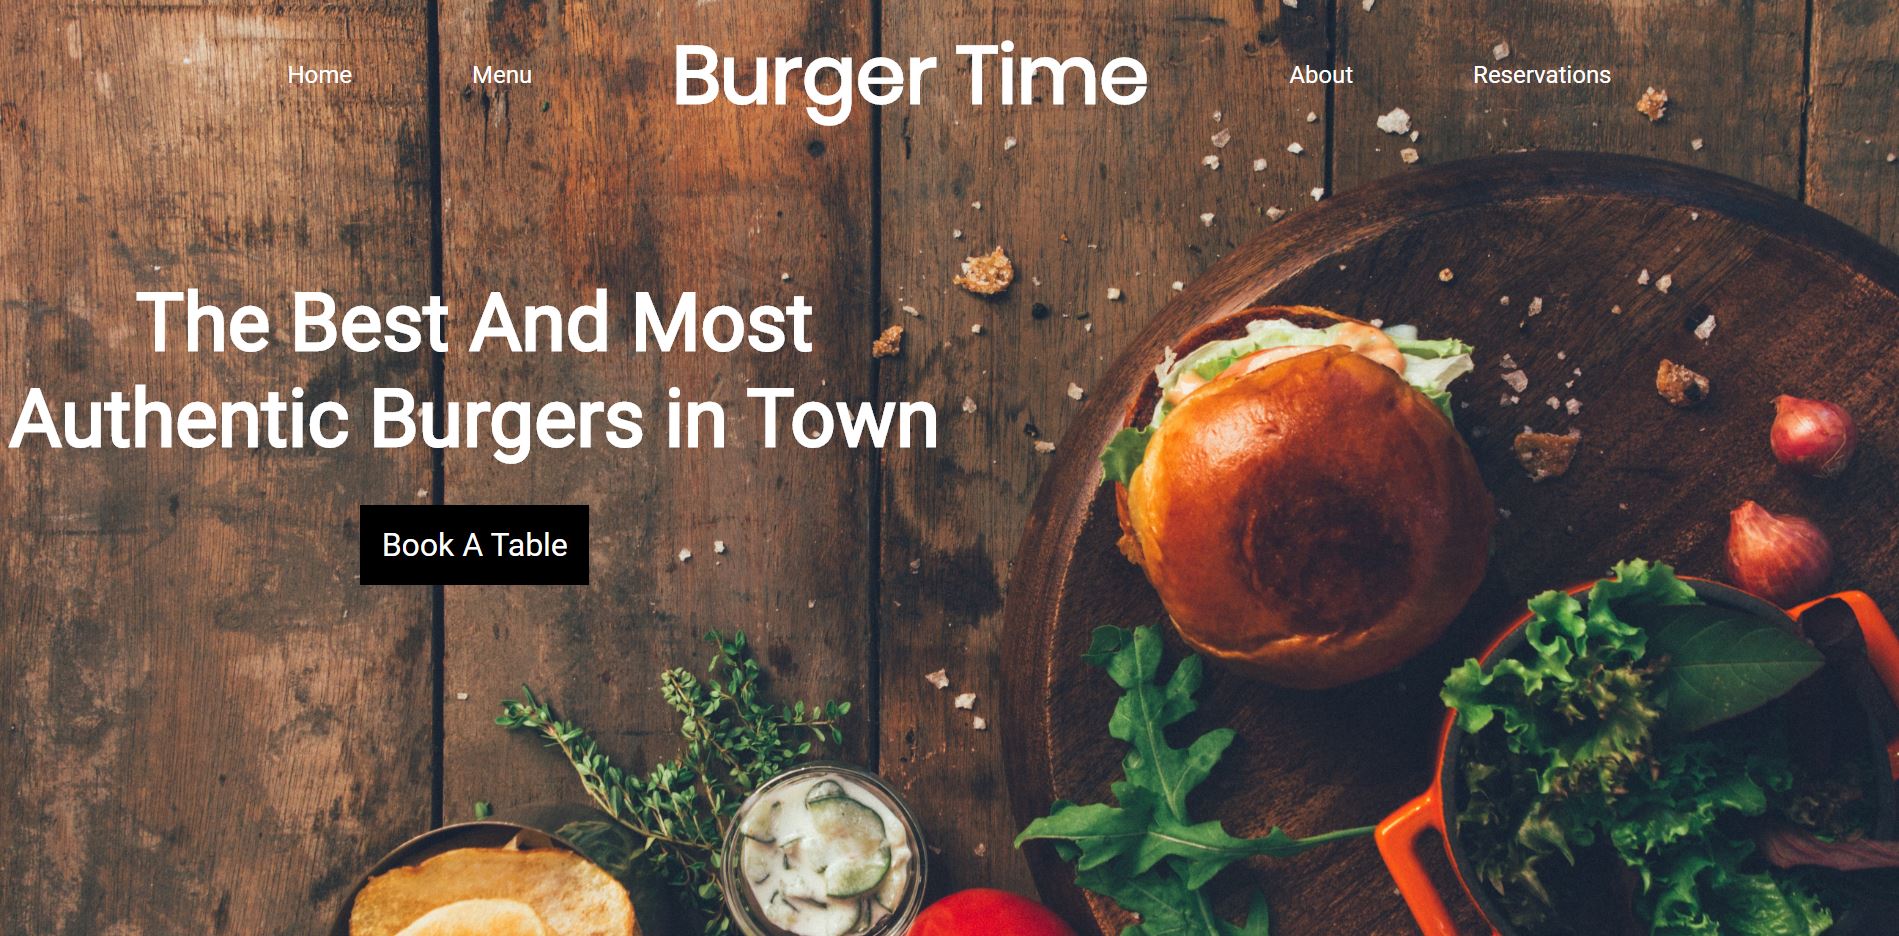 Home
Menu
Burger Time
About
Reservations
The Best And Most
Authentic Burgers in Town
Book A Table